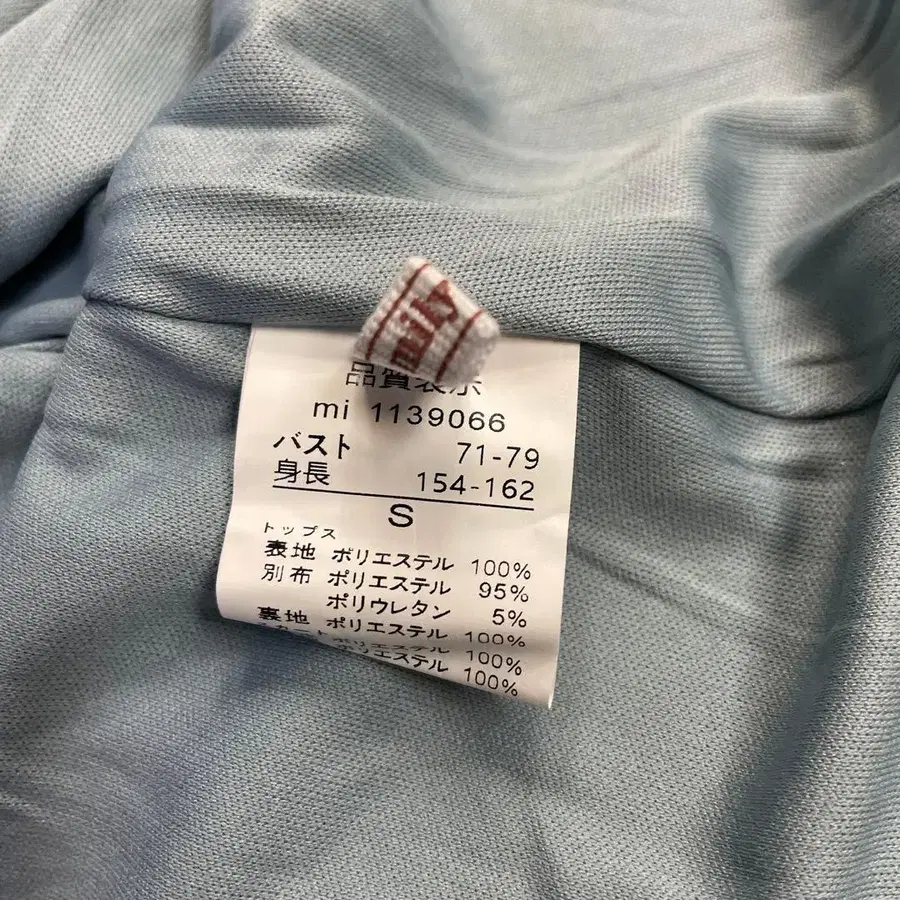 品質表示
mi 1139066
バスト 71-79
身長 154-162
S
トップス
表地 ポリエステル 100%
別布 ポリエステル 95%
ポリウレタン 5%
裏地 ポリエステル 100%
ポリエステル 100%
ポリエステル 100%